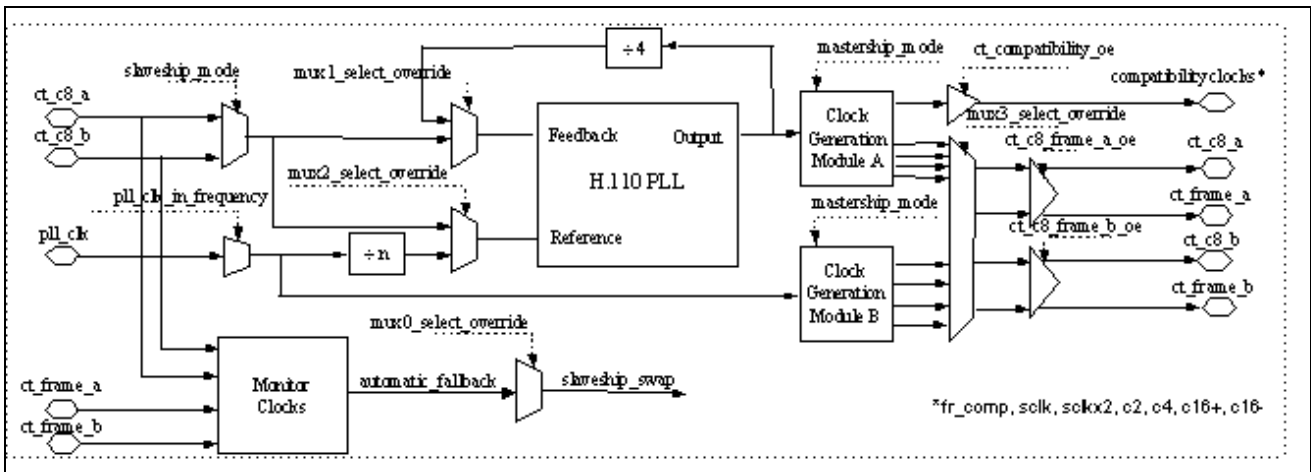 ÷4
mastership_mode
ct_compatibility_oe
slaveship_mode
mux1_select_override
compatibility clocks*
ct_c8_a
ct_c8_b
Clock
Generation
Module A
mux3_select_override
Feedback
Output
ct_c8_frame_a_oe
ct_c8_a
mux2_select_override
H.110 PLL
pll_clk_in_frequency
mastership_mode
ct_frame_a
ct_c8_frame_b_oe
pll_clk
÷n
Reference
Clock
Generation
Module B
ct_c8_b
ct_frame_b
mux0_select_override
ct_frame_a
ct_frame_b
Monitor
Clocks
automatic_fallback
slaveship_swap
*fr_comp, sclk, sclkx2, c2, c4, c16+, c16-